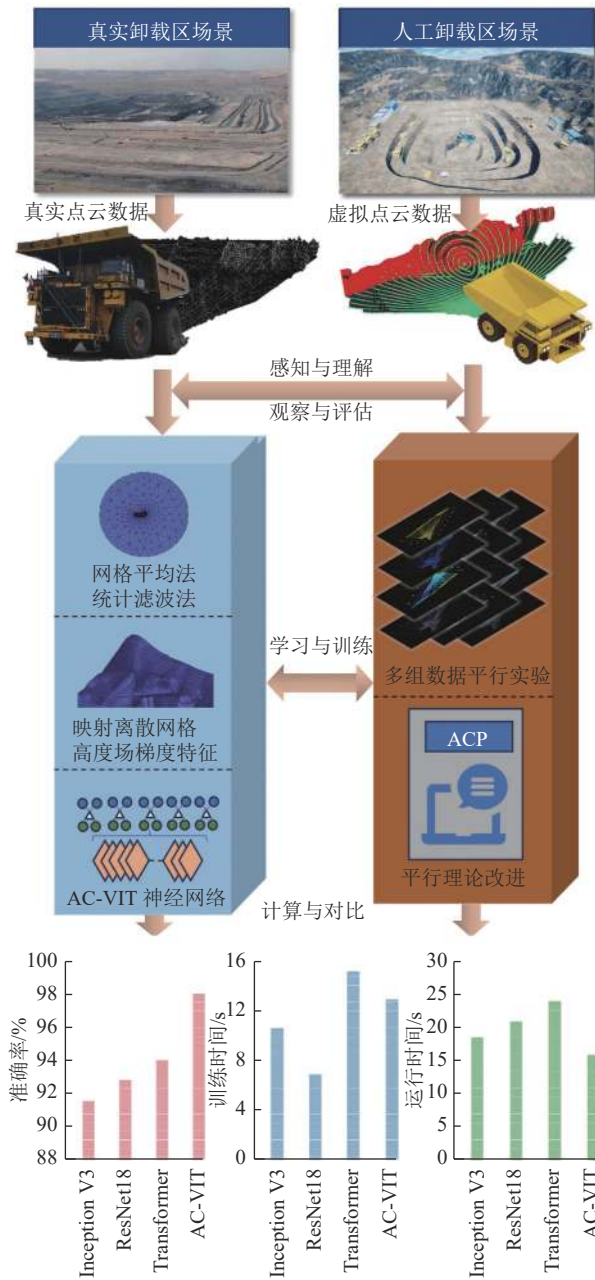 真实卸载区场景
人工卸载区场景
真实点云数据
虚拟点云数据
感知与理解
观察与评估
网格平均法
统计滤波法
映射离散网格
高度场梯度特征
AC-VIT 神经网络
学习与训练
多组数据平行实验
ACP
平行理论改进
计算与对比
准确率/%
100
98
96
94
92
90
88
Inception V3
ResNet18
Transformer
AC-VIT
训练时间/s
16
12
8
4
0
Inception V3
ResNet18
Transformer
AC-VIT
运行时间/s
30
25
20
15
10
5
0
Inception V3
ResNet18
Transformer
AC-VIT